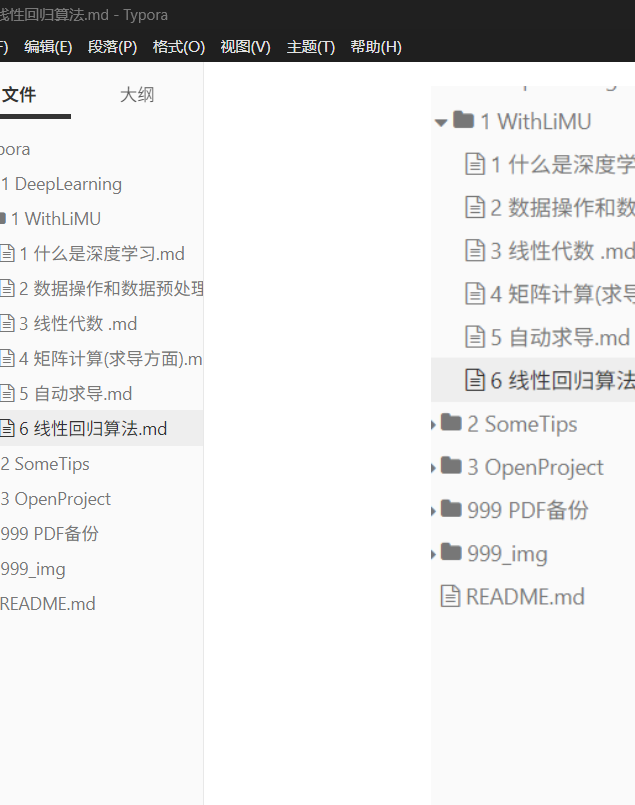 线性回归算法.md - Typora
编辑(E) 段落(P) 格式(O) 视图(V) 主题(T) 帮助(H)
文件 大纲
1 DeepLearning
1 WithLiMU
1 什么是深度学习.md
2 数据操作和数据预处理
3 线性代数 .md
4 矩阵计算(求导方面).m
5 自动求导.md
6 线性回归算法.md
2 SomeTips
3 OpenProject
999 PDF备份
999_img
README.md
1 WithLiMU
1 什么是深度学
2 数据操作和数
3 线性代数 .md
4 矩阵计算(求导
5 自动求导.md
6 线性回归算法
2 SomeTips
3 OpenProject
999 PDF备份
999_img
README.md